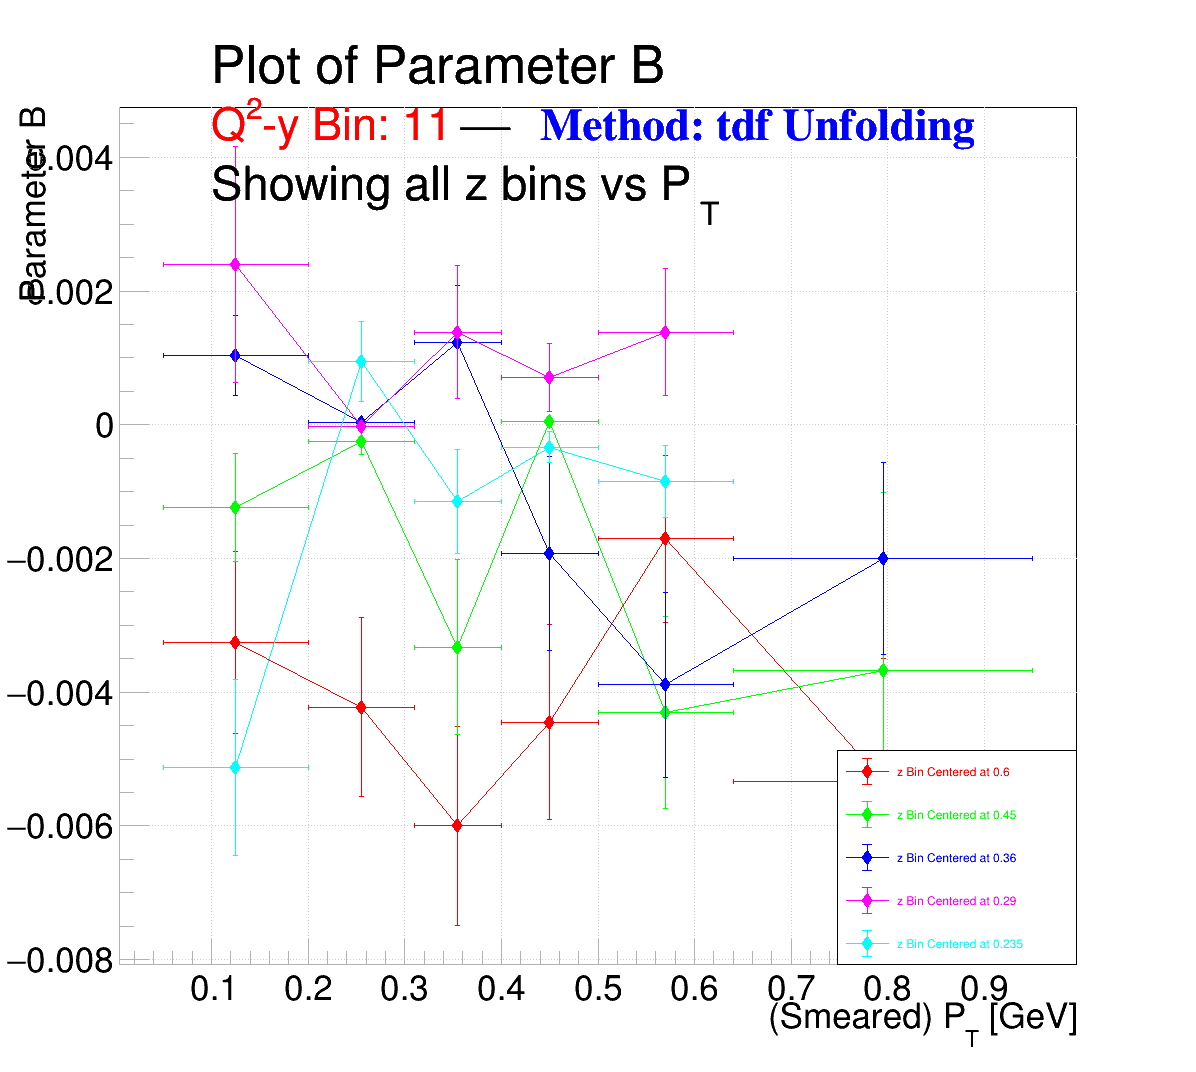 Plot of Parameter B
Q²-y Bin: 11 — Method: tdf Unfolding
Showing all z bins vs P_T
Parameter B
0.004
0.002
0
−0.002
−0.004
−0.006
−0.008
z Bin Centered at 0.6
z Bin Centered at 0.45
z Bin Centered at 0.36
z Bin Centered at 0.29
z Bin Centered at 0.235
0.1 0.2 0.3 0.4 0.5 0.6 0.7 0.8 0.9
(Smeared) P_T [GeV]